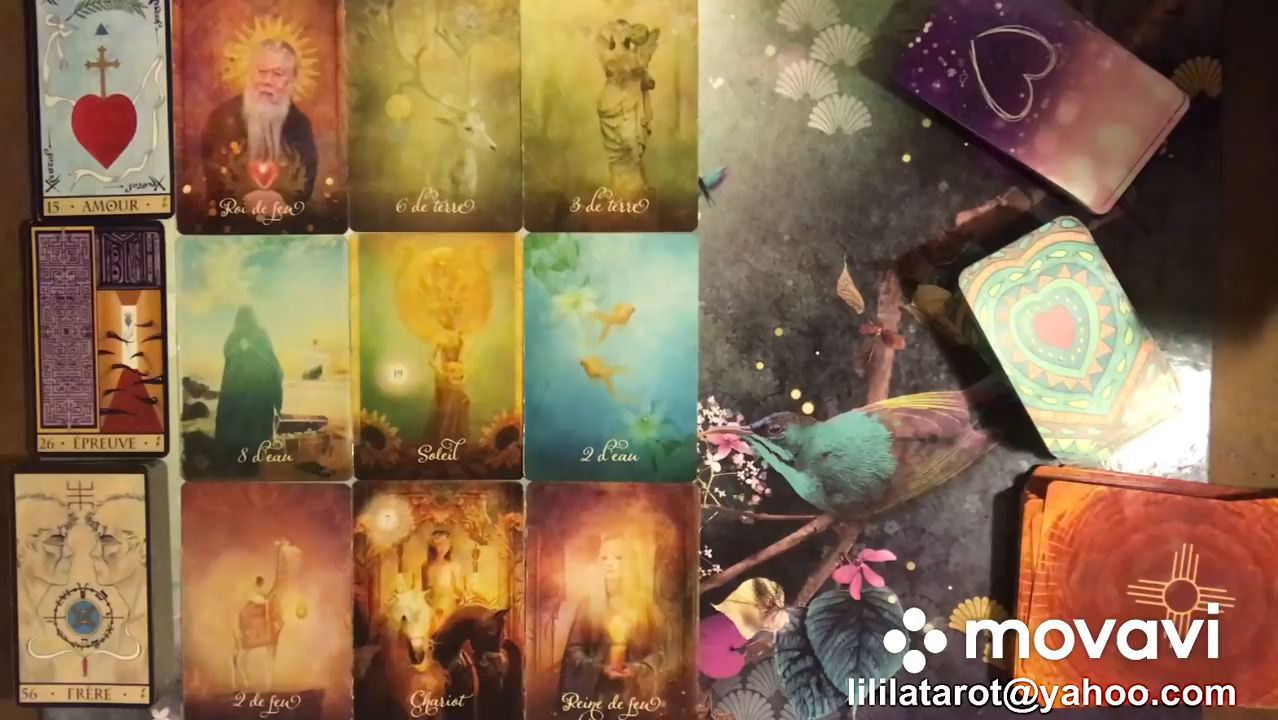 15 • AMOUR •
Roi de feu
6 de terre
3 de terre
26 • ÉPREUVE •
8 d'eau
19
Soleil
2 d'eau
56 • FRÈRE •
2 de feu
7
Chariot
Reine de feu
movavi
lililatarot@yahoo.com